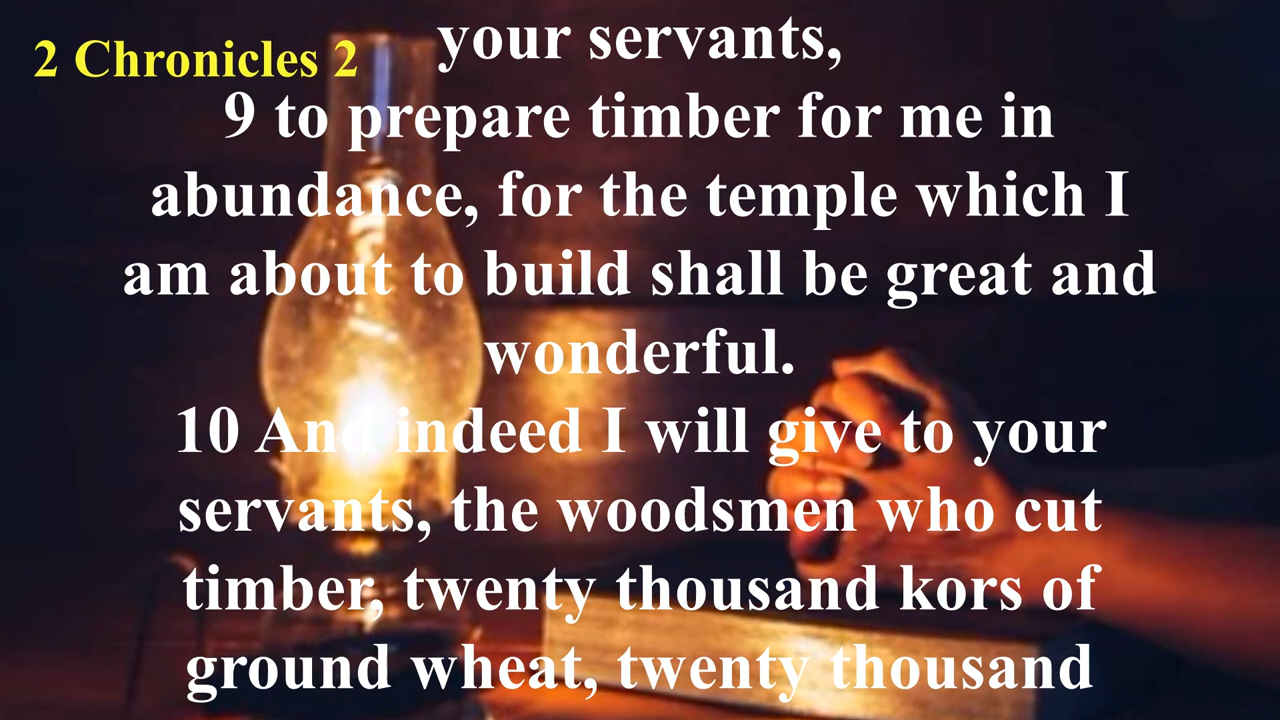 2 Chronicles 2
your servants,
9 to prepare timber for me in
abundance, for the temple which I
am about to build shall be great and
wonderful.
10 And indeed I will give to your
servants, the woodsmen who cut
timber, twenty thousand kors of
ground wheat, twenty thousand